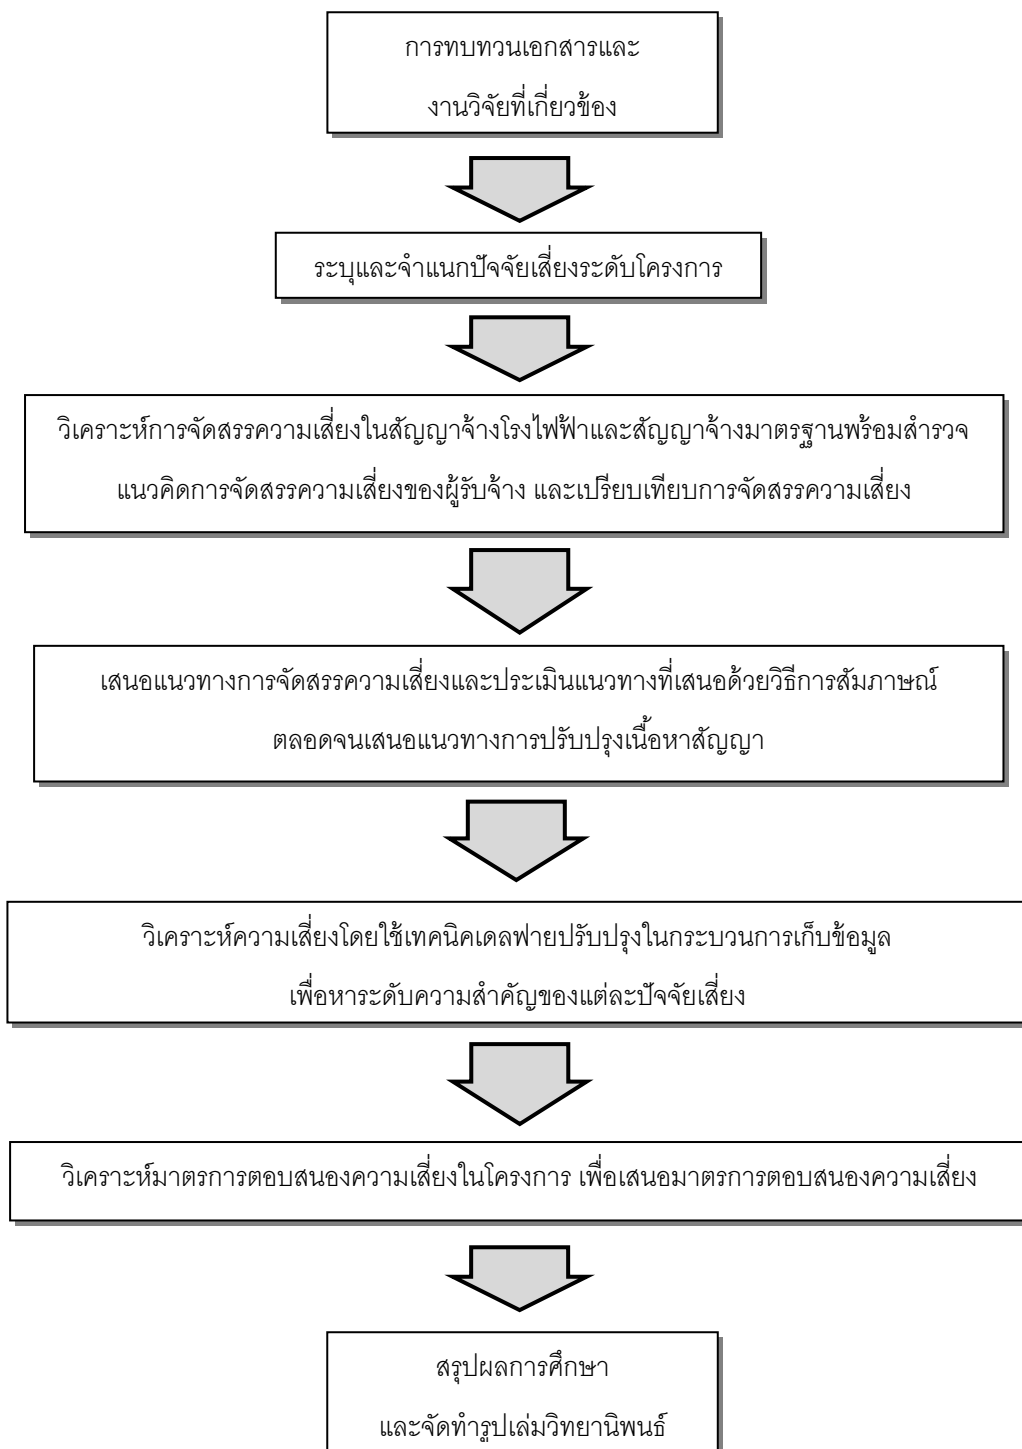 การทบทวนเอกสารและ
งานวิจัยที่เกี่ยวข้อง
ระบุและจำแนกปัจจัยเสี่ยงระดับโครงการ
วิเคราะห์การจัดสรรความเสี่ยงในสัญญาจ้างโรงไฟฟ้าและสัญญาจ้างมาตรฐานพร้อมสำรวจ
แนวคิดการจัดสรรความเสี่ยงของผู้รับจ้าง และเปรียบเทียบการจัดสรรความเสี่ยง
เสนอแนวทางการจัดสรรความเสี่ยงและประเมินแนวทางที่เสนอด้วยวิธีการสัมภาษณ์
ตลอดจนเสนอแนวทางการปรับปรุงเนื้อหาสัญญา
วิเคราะห์ความเสี่ยงโดยใช้เทคนิคเดลฟายปรับปรุงในกระบวนการเก็บข้อมูล
เพื่อหาระดับความสำคัญของแต่ละปัจจัยเสี่ยง
วิเคราะห์มาตรการตอบสนองความเสี่ยงในโครงการ เพื่อเสนอมาตรการตอบสนองความเสี่ยง
สรุปผลการศึกษา
และจัดทำรูปเล่มวิทยานิพนธ์